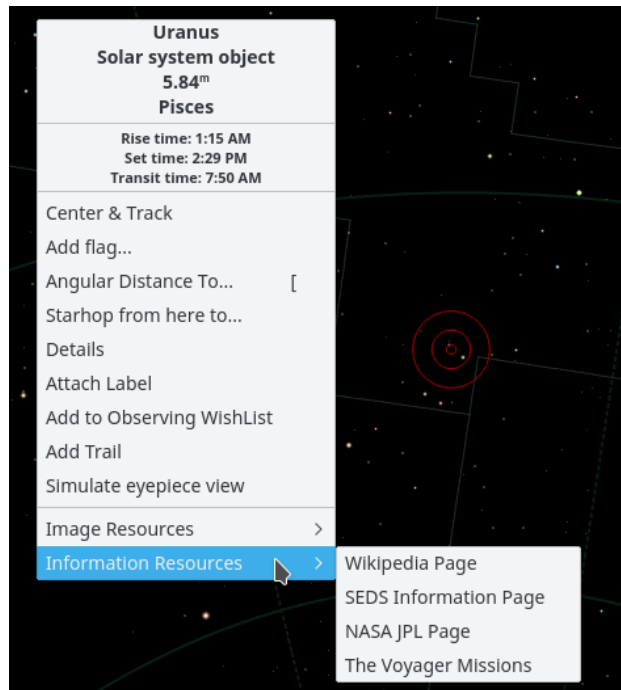 Uranus
Solar system object
5.84ᵐ
Pisces
Rise time: 1:15 AM
Set time: 2:29 PM
Transit time: 7:50 AM
Center & Track
Add flag...
Angular Distance To... [
Starhop from here to...
Details
Attach Label
Add to Observing WishList
Add Trail
Simulate eyepiece view
Image Resources
Information Resources
Wikipedia Page
SEDS Information Page
NASA JPL Page
The Voyager Missions